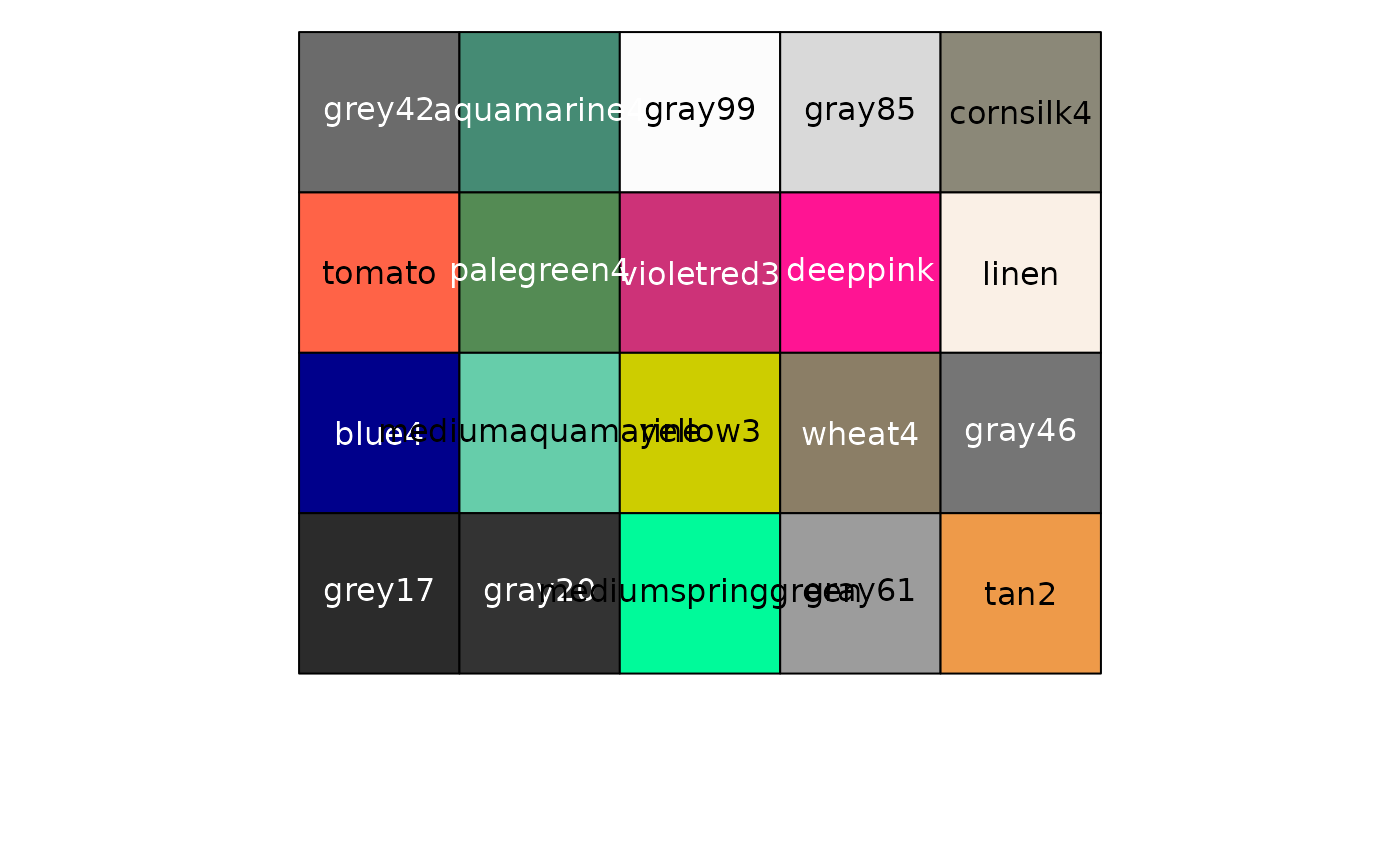 grey42 aquamarine4 gray99 gray85 cornsilk4
tomato palegreen4 violetred3 deeppink linen
blue4 mediumaquamarine yellow3 wheat4 gray46
grey17 gray20 mediumspringgreen gray61 tan2